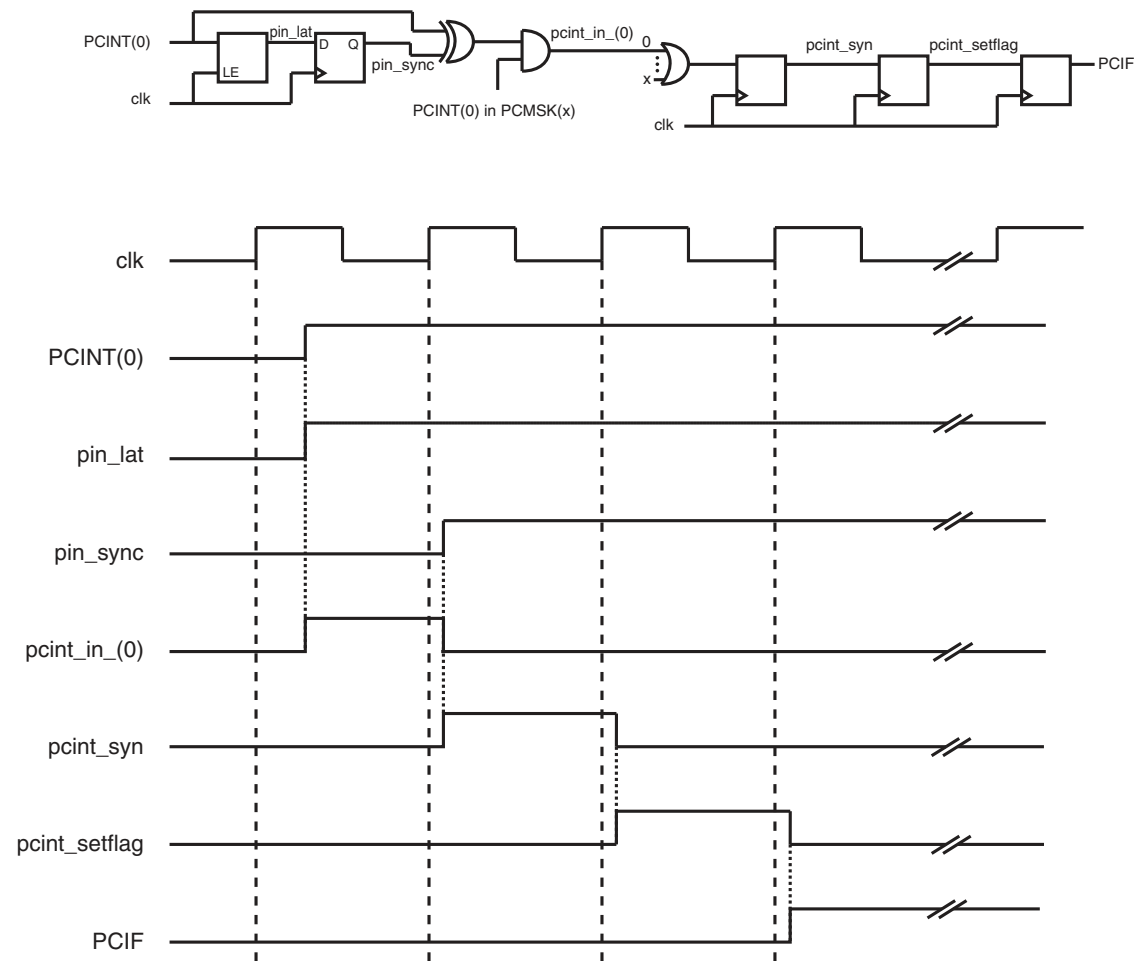 PCINT(0)
LE
pin_lat
D Q
pin_sync
clk
pcint_in_(0)
PCINT(0) in PCMSK(x)
0
x
clk
pcint_syn
pcint_setflag
PCIF
clk
PCINT(0)
pin_lat
pin_sync
pcint_in_(0)
pcint_syn
pcint_setflag
PCIF